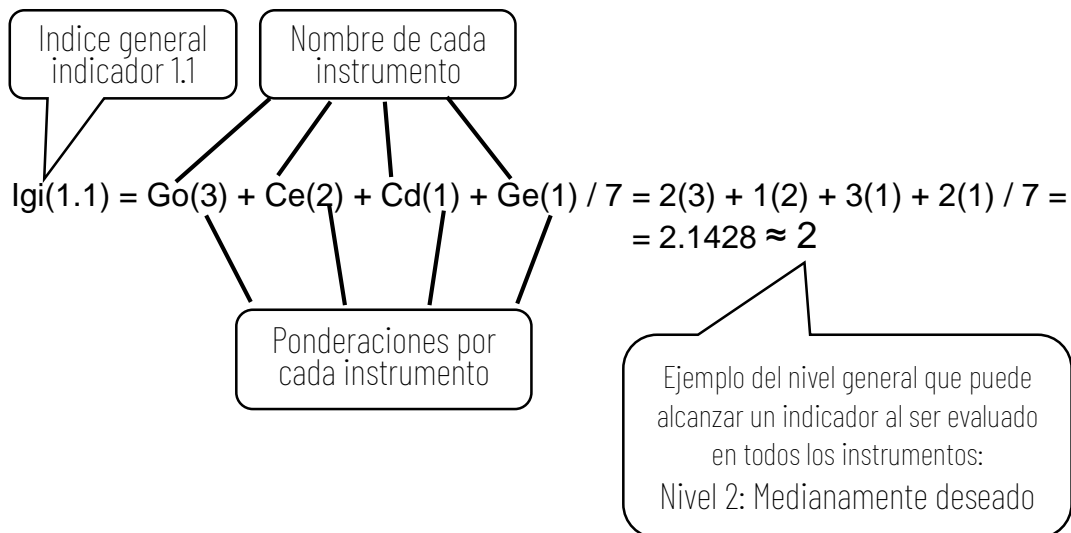 Indice general
indicador 1.1
Nombre de cada
instrumento
Igi(1.1) = Go(3) + Ce(2) + Cd(1) + Ge(1) / 7 = 2(3) + 1(2) + 3(1) + 2(1) / 7 =
= 2.1428 ≈ 2
Ponderaciones por
cada instrumento
Ejemplo del nivel general que puede
alcanzar un indicador al ser evaluado
en todos los instrumentos:
Nivel 2: Medianamente deseado